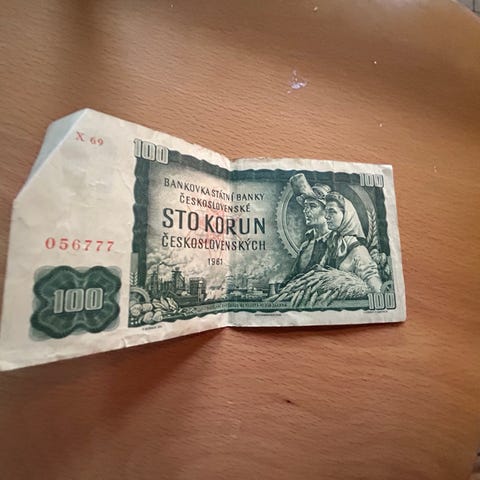 X 69
100
100
BANKOVKA STÁTNÍ BANKY
ČESKOSLOVENSKÉ
STO KORUN
ČESKOSLOVENSKÝCH
1961
056777
100
100